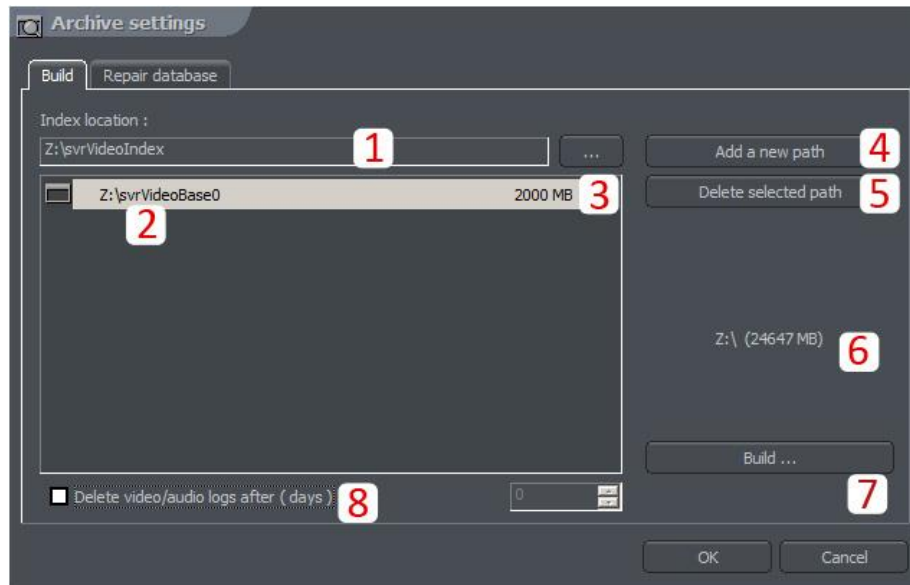 Archive settings
Build Repair database
Index location :
Z:\svrVideoIndex 1 ... Add a new path 4
Z:\svrVideoBase0 2000 MB 3 Delete selected path 5
2
Z:\ (24647 MB) 6
Build ...
Delete video/audio logs after ( days ) 8 0 7
OK Cancel